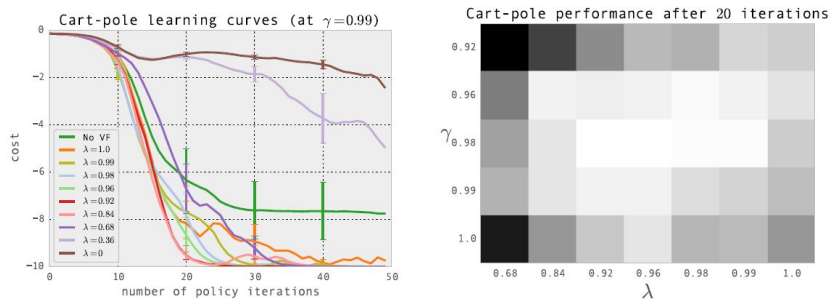 Cart-pole learning curves (at γ=0.99)
0
−2
−4
−6
−8
−10
cost
No VF
λ=1.0
λ=0.99
λ=0.98
λ=0.96
λ=0.92
λ=0.84
λ=0.68
λ=0.36
λ=0
0 10 20 30 40 50
number of policy iterations
Cart-pole performance after 20 iterations
0.92
0.96
0.98
0.99
1.0
γ
0.68 0.84 0.92 0.96 0.98 0.99 1.0
λ